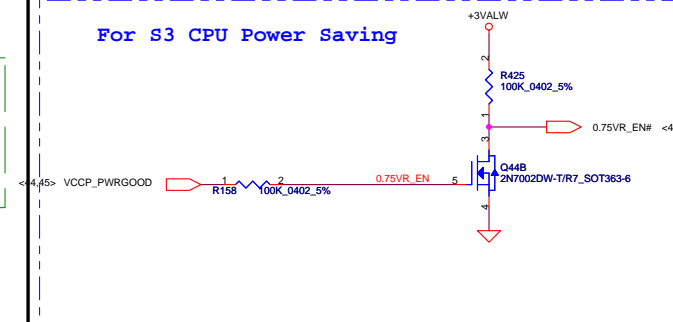 For S3 CPU Power Saving
+3VALW
2
R425
100K_0402_5%
1
0.75VR_EN# <4
3
Q44B
2N7002DW-T/R7_SOT363-6
<44,45> VCCP_PWRGOOD
1
2
0.75VR_EN
5
R158
100K_0402_5%
4